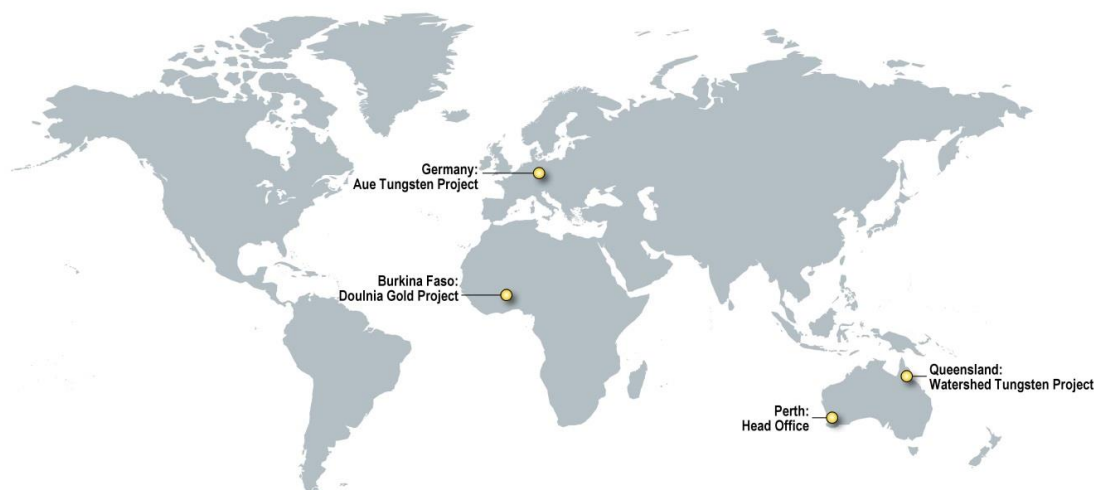 Germany:
Aue Tungsten Project
Burkina Faso:
Doulnia Gold Project
Queensland:
Watershed Tungsten Project
Perth:
Head Office